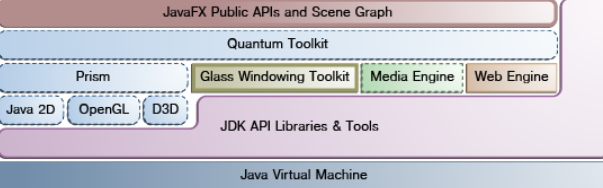 JavaFX Public APIs and Scene Graph
Quantum Toolkit
Prism Glass Windowing Toolkit Media Engine Web Engine
Java 2D OpenGL D3D
JDK API Libraries & Tools
Java Virtual Machine